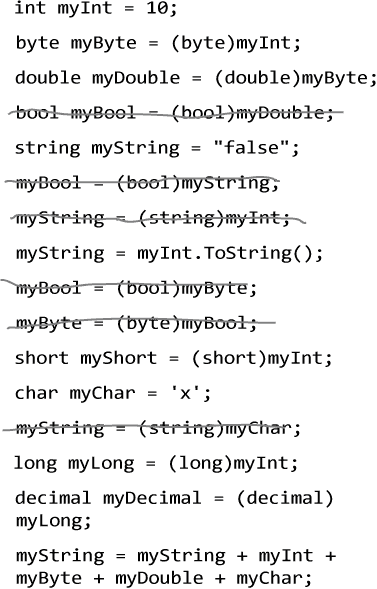 int myInt = 10;
byte myByte = (byte)myInt;
double myDouble = (double)myByte;
bool myBool = (bool)myDouble;
string myString = "false";
myBool = (bool)myString;
myString = (string)myInt;
myString = myInt.ToString();
myBool = (bool)myByte;
myByte = (byte)myBool;
short myShort = (short)myInt;
char myChar = 'x';
myString = (string)myChar;
long myLong = (long)myInt;
decimal myDecimal = (decimal)
myLong;
myString = myString + myInt +
myByte + myDouble + myChar;